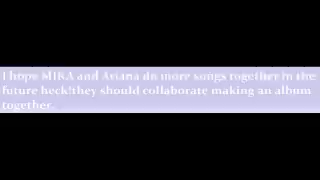 I hope MIKA and Ariana do more songs together in the
future heck!they should collaborate making an album
together.